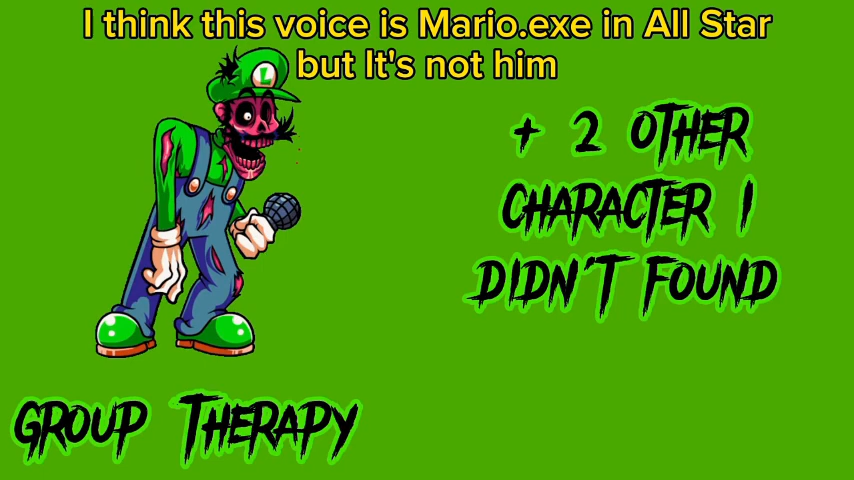 I think this voice is Mario.exe in All Star
but It's not him
L
+ 2 OTHER
CHARACTER I
DIDN'T FOUND
GROUP THERAPY